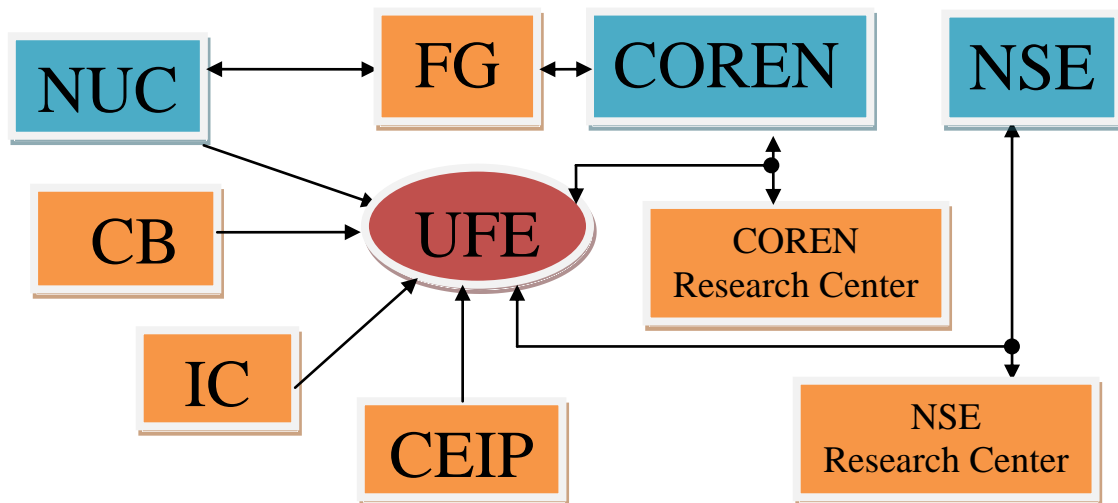 NUC
FG
COREN
NSE
CB
UFE
COREN
Research Center
IC
CEIP
NSE
Research Center